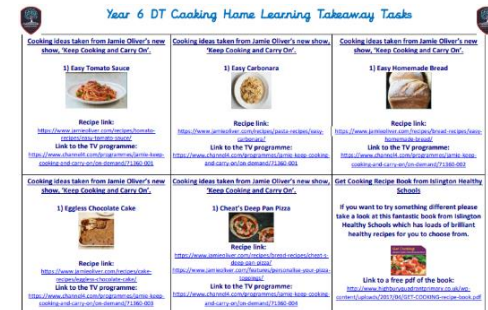 Year 6 DT Cooking Home Learning Takeaway Tasks
Cooking ideas taken from Jamie Oliver's new
show, 'Keep Cooking and Carry On'.
1) Easy Tomato Sauce
Recipe link:
https://www.jamieoliver.com/recipes/tomato-
recipes/easy-tomato-sauce/
Link to the TV programme:
https://www.channel4.com/programmes/jamie-keep-
cooking-and-carry-on/on-demand/71360-001
Cooking ideas taken from Jamie Oliver's new show,
'Keep Cooking and Carry On'.
1) Easy Carbonara
Recipe link:
https://www.jamieoliver.com/recipes/pasta-recipes/easy-
carbonara/
Link to the TV programme:
https://www.channel4.com/programmes/jamie-keep-cooking-
and-carry-on/on-demand/71360-001
Cooking ideas taken from Jamie Oliver's new
show, 'Keep Cooking and Carry On'.
1) Easy Homemade Bread
Recipe link:
https://www.jamieoliver.com/recipes/bread-recipes/easy-
homemade-bread/
Link to the TV programme:
https://www.channel4.com/programmes/jamie-keep-
cooking-and-carry-on/on-demand/71360-002
Cooking ideas taken from Jamie Oliver's new
show, 'Keep Cooking and Carry On'.
1) Eggless Chocolate Cake
Recipe link:
https://www.jamieoliver.com/recipes/cake-
recipes/eggless-chocolate-cake/
Link to the TV programme:
https://www.channel4.com/programmes/jamie-keep-
cooking-and-carry-on/on-demand/71360-003
Cooking ideas taken from Jamie Oliver's new show,
'Keep Cooking and Carry On'.
1) Cheat's Deep Pan Pizza
Recipe link:
https://www.jamieoliver.com/recipes/bread-recipes/cheat-s-
deep-pan-pizza/
https://www.jamieoliver.com/features/personalise-your-pizza-
toppings/
Link to the TV programme:
https://www.channel4.com/programmes/jamie-keep-cooking-
and-carry-on/on-demand/71360-004
Get Cooking Recipe Book from Islington Healthy
Schools
If you want to try something different please
take a look at this fantastic book from Islington
Healthy Schools which has loads of brilliant
healthy recipes for you to choose from.
Link to a free pdf of the book:
http://www.highburyquadrantprimary.co.uk/wp-
content/uploads/2017/04/GET-COOKING-recipe-book.pdf